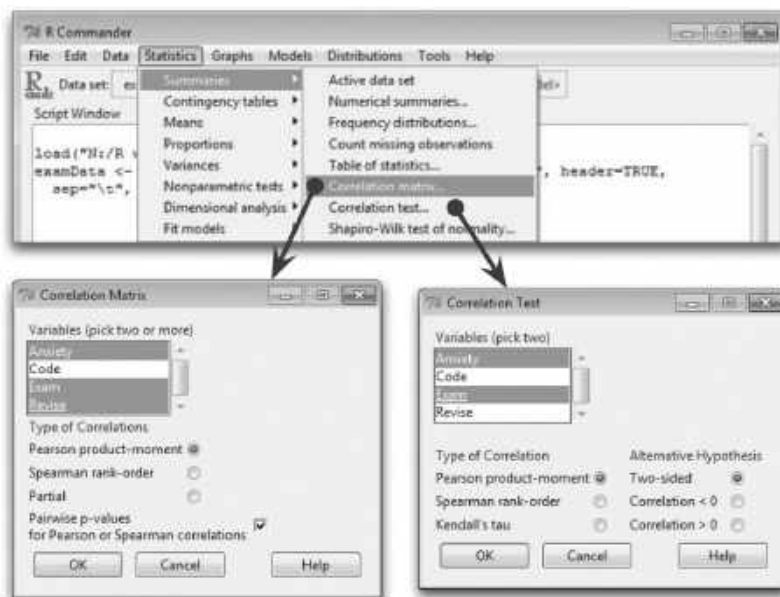 R Commander
File Edit Data Statistics Graphs Models Distributions Tools Help
Data set:
Summaries
Active data set
Contingency tables
Numerical summaries...
Script Window
Means
Frequency distributions...
Proportions
Count missing observations
load("N:/R
Variances
Table of statistics...
examData <-
Nonparametric tests
Correlation matrix...
", header=TRUE,
sep="\t",
Dimensional analysis
Correlation test...
Fit models
Shapiro-Wilk test of normality...
Correlation Matrix
Variables (pick two or more)
Anxiety
Code
Exam
Revise
Type of Correlations
Pearson product-moment
Spearman rank-order
Partial
Pairwise p-values
for Pearson or Spearman correlations
OK Cancel Help
Correlation Test
Variables (pick two)
Anxiety
Code
Exam
Revise
Type of Correlation Alternative Hypothesis
Pearson product-moment Two-sided
Spearman rank-order Correlation < 0
Kendall's tau Correlation > 0
OK Cancel Help